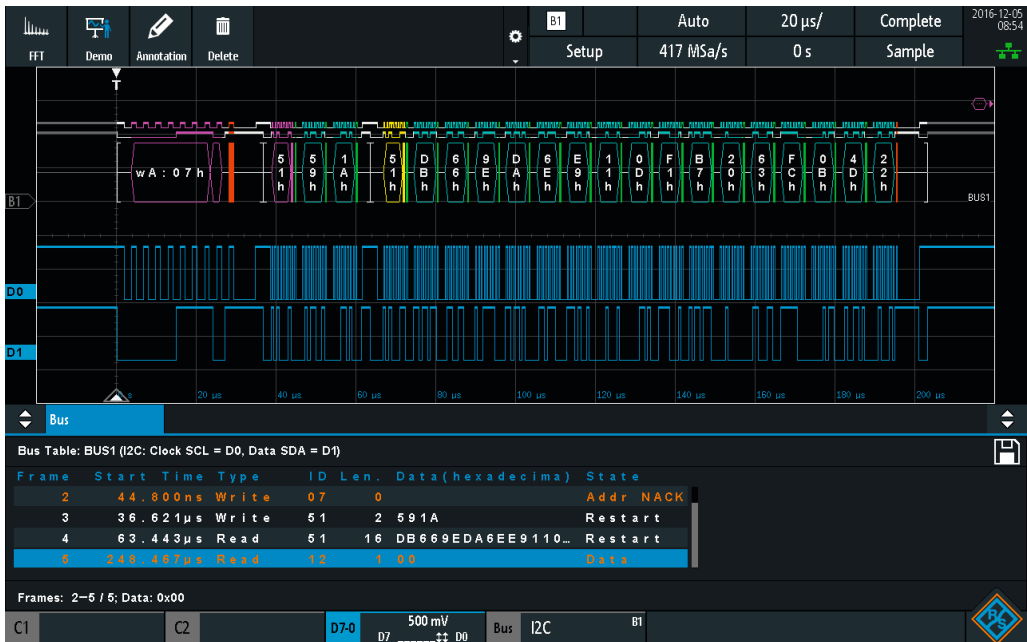 B1 Auto 20 µs/ Complete 2016-12-05
08:54
FFT Demo Annotation Delete
Setup 417 MSa/s 0 s Sample
T
wA:07h 51h 59h 1Ah 51h DBh 66h 9Eh DAh 6Eh E9h 11h 0Dh F1h B7h 20h 63h FCh 0Bh 4Dh 22h
B1 BUS1
D0
D1
s 20 µs 40 µs 60 µs 80 µs 100 µs 120 µs 140 µs 160 µs 180 µs 200 µs
Bus
Bus Table: BUS1 (I2C: Clock SCL = D0, Data SDA = D1)
Frame Start Time Type ID Len. Data(hexadecima) State
2 44.800ns Write 07 0 Addr NACK
3 36.621µs Write 51 2 591A Restart
4 63.443µs Read 51 16 DB669EDA6EE9110… Restart
5 248.467µs Read 12 1 00 Data
Frames: 2–5 / 5; Data: 0x00
C1 C2 D7-0 500 mV Bus I2C B1
D7 D0
R S